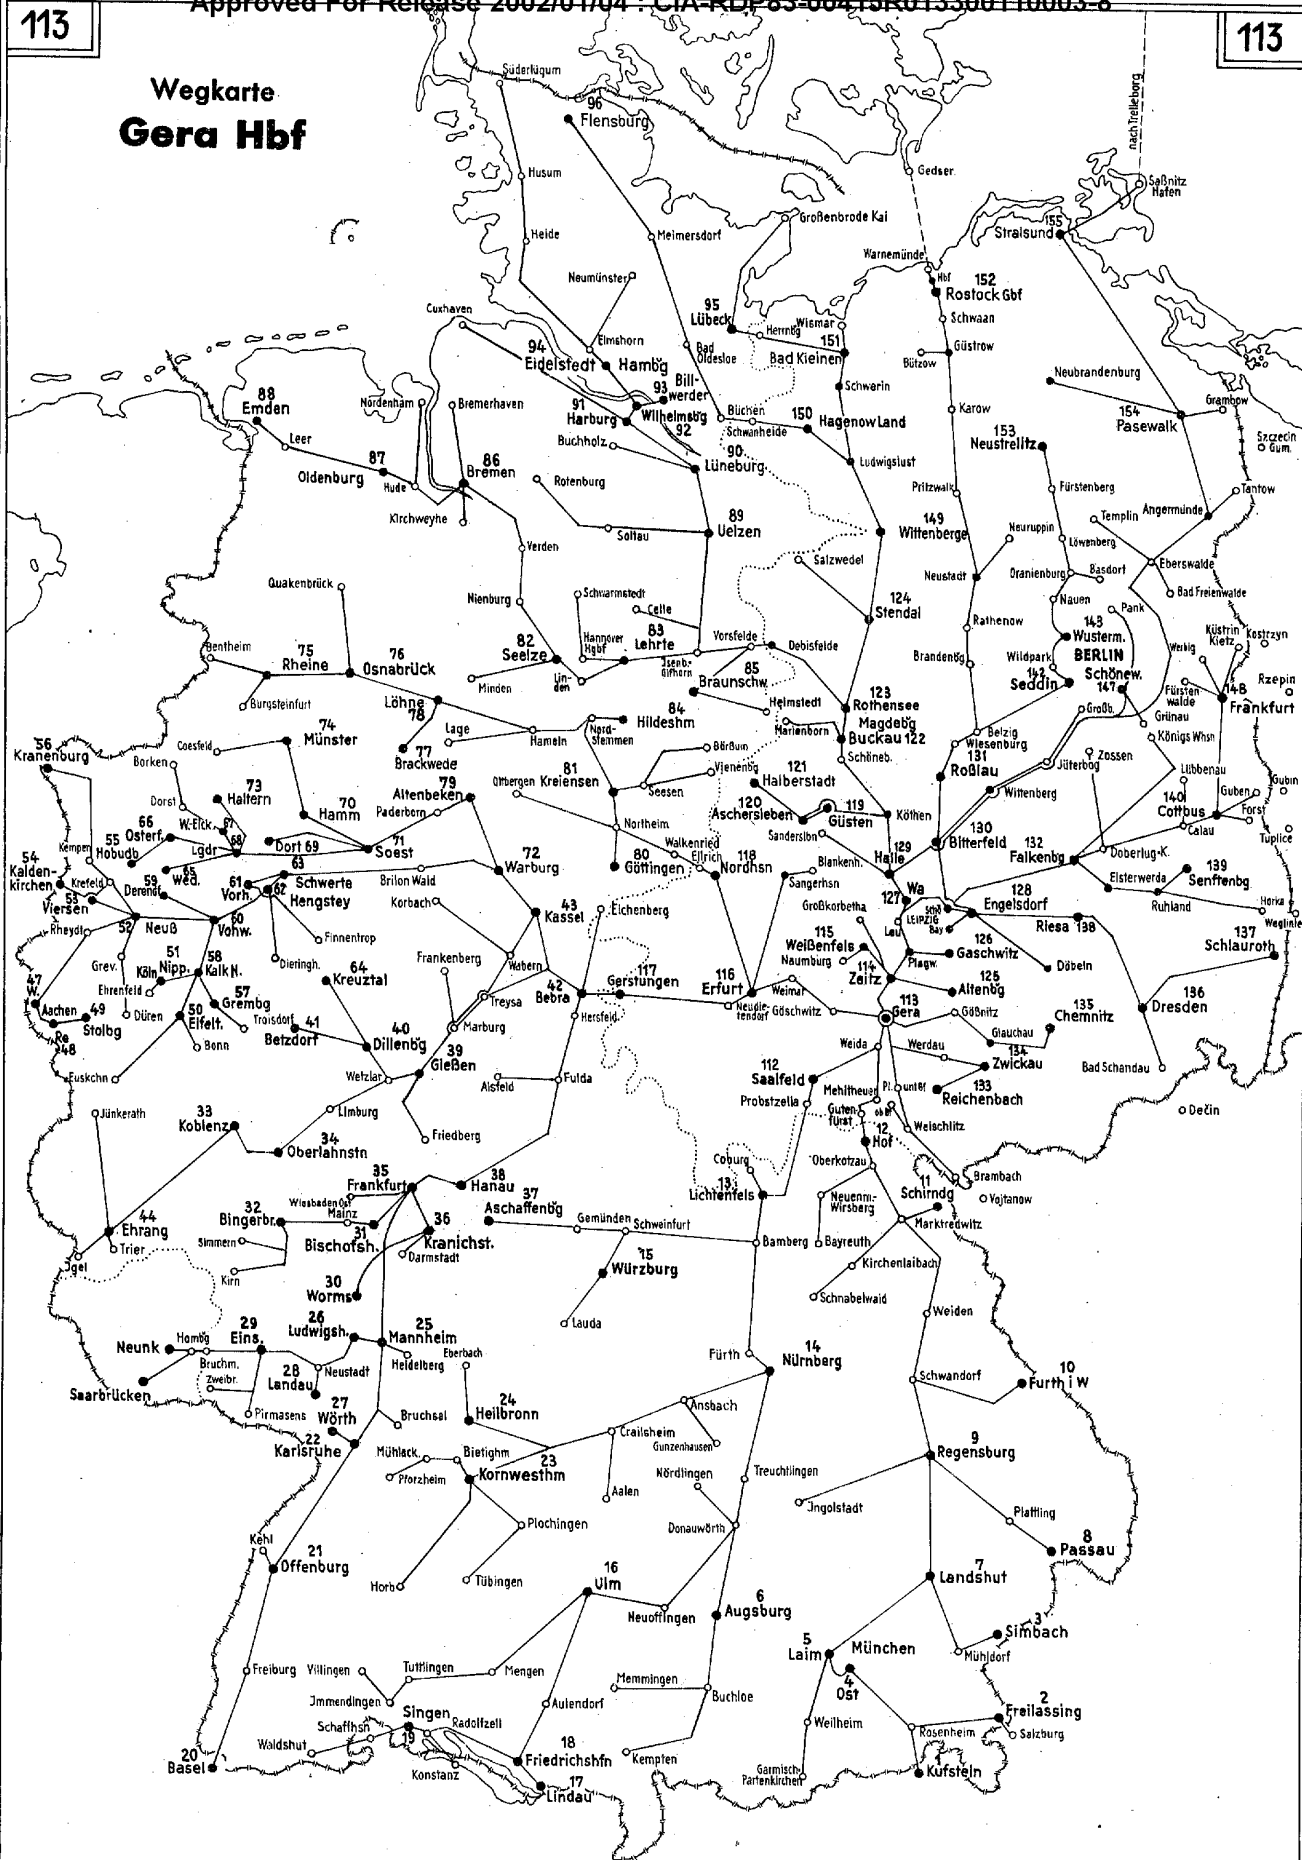 Approved For Release 2002/01/04 : CIA-RDP83-00415R013300110003-8
113
113
Wegkarte
Gera Hbf
Süderlügum
96
Flensburg
nach Trelleborg
Gedser
Saßnitz
Hafen
Husum
Heide
Meimersdorf
Großenbrode Kai
155
Stralsund
Warnemünde
Hbf
152
Rostock Gbf
Neumünster
Cuxhaven
95
Lübeck
Herrnbg
Wismar
Schwaan
Elmshorn
94
Eidelstedt
Hambg
Bad
Oldesloe
151
Bad Kleinen
Bützow
Güstrow
93
Bill-
werder
Schwerin
Neubrandenburg
88
Emden
Nordenham
Bremerhaven
91
Harburg
Wilhelmsbg
92
Büchen
Schwanheide
150
Hagenow Land
Karow
154
Pasewalk
Grambow
Leer
Buchholz
153
Neustrelitz
Szczecin
Gum.
87
Oldenburg
Hude
86
Bremen
90
Lüneburg
Ludwigslust
Rotenburg
Pritzwalk
Fürstenberg
Tantow
Kirchweyhe
89
Uelzen
149
Wittenberge
Neuruppin
Templin
Angermünde
Soltau
Löwenberg
Verden
Salzwedel
Neustadt
Oranienburg
Basdorf
Eberswalde
Quakenbrück
Nienburg
Schwarmstedt
Celle
124
Stendal
Nauen
Bad Freienwalde
Pank
Rathenow
143
Wusterm.
Küstrin
Kietz
Kostrzyn
Bentheim
75
Rheine
76
Osnabrück
82
Seelze
Hannover
Hgbf
83
Lehrte
Vorsfelde
Debisfelde
Wildpark
BERLIN
Werbig
Brandenbg
142
Seddin
Schönew.
147
Rzepin
Minden
Lin-
den
Jsenb.
Gifhorn
85
Braunschw.
Fürsten
walde
148
Frankfurt
Burgsteinfurt
Löhne
78
84
Hildeshm
Helmstedt
123
Rothensee
Großb.
Grünau
74
Münster
Lage
Hameln
Nord-
stemmen
Marienborn
Magdebg
Buckau 122
Belzig
Wiesenburg
Königs Whsn
56
Kranenburg
Coesfeld
77
Brackwede
Börßum
Schöneb.
Jüterbog
Zossen
Borken
79
Altenbeken
Ottbergen
81
Kreiensen
Vienenbg
121
Halberstadt
131
Roßlau
Lübbenau
Gubin
73
Haltern
Paderborn
Seesen
Wittenberg
Guben
Dorst
70
Hamm
120
Aschersleben
119
Güsten
Köthen
140
Cottbus
Forst
66
Osterf.
W.-Eick.
67
Northeim
Sandersibn
Calau
55
Hobudb
Dort 69
71
Soest
Walkenried
Ellrich
129
Halle
130
Bitterfeld
132
Falkenbg
Doberlug-K.
Tuplice
Kempen
Lgdr
68
54
Kalden-
kirchen
65
Wed.
63
Schwerte
Brilon Wald
72
Warburg
80
Göttingen
118
Nordhsn
Blankenh.
139
Senftenbg
Krefeld
59
Derendf
61
Vorh.
62
Hengstey
Sangerhsn
Elsterwerda
53
Viersen
Korbach
43
Kassel
Eichenberg
Großkorbetha
Wa
127
128
Engelsdorf
Ruhland
Horka
Rheydt
52
Neuß
60
Vohw.
Finnentrop
LEIPZIG
Bay
Riesa 138
137
Schlauroth
51
Nipp.
58
Kalk N.
115
Weißenfels
Lau
126
Gaschwitz
Grev.
Dieringh.
64
Kreuztal
Frankenberg
Wabern
Naumburg
Plagw.
Döbeln
47
W.
Köln
Ehrenfeld
57
Grembg
42
Bebra
117
Gerstungen
116
Erfurt
114
Zeitz
125
Altenbg
Aachen
49
Stolbg
Düren
50
Eifelt.
Troisdorf
41
Betzdorf
Treysa
Weimar
Neudie-
tendorf
Göschwitz
113
Gera
Gößnitz
135
Chemnitz
136
Dresden
Re
48
Bonn
40
Dillenbg
Marburg
Hersfeld
Weida
Werdau
Glauchau
Euskchn
Wetzlar
39
Gießen
Alsfeld
Fulda
112
Saalfeld
134
Zwickau
Bad Schandau
Jünkerath
33
Koblenz
Limburg
Probstzella
Mehltheuer
Pl. unter
133
Reichenbach
Děčín
Friedberg
Guten-
fürst
ob Bf
34
Oberlahnstn
12
Hof
Weischlitz
35
Frankfurt
38
Hanau
Coburg
Oberkotzau
Brambach
Wiesbaden Ost
37
Aschaffenbg
13
Lichtenfels
11
Schirndg
Vojtanow
32
Bingerbr.
Mainz
Neuenm.-
Wirsberg
44
Ehrang
31
Bischofsh.
36
Kranichst.
Gemünden
Schweinfurt
Marktredwitz
Trier
Simmern
Darmstadt
Bamberg
Bayreuth
Jgel
Kirn
15
Würzburg
Kirchenlaibach
30
Worms
Schnabelwaid
Lauda
Weiden
29
Eins.
26
Ludwigsh.
25
Mannheim
Neunk
Hombg
Heidelberg
Eberbach
Fürth
14
Nürnberg
Bruchm.
28
Landau
Neustadt
Zweibr.
Schwandorf
10
Furth i W
Saarbrücken
Pirmasens
27
Wörth
24
Heilbronn
Ansbach
Bruchsal
22
Karlsruhe
Crailsheim
Gunzenhausen
9
Regensburg
Mühlack.
Bietighm
23
Kornwesthm
Pforzheim
Nördlingen
Treuchtlingen
Aalen
Jngolstadt
Plattling
Plochingen
Donauwörth
Kehl
21
Offenburg
8
Passau
Horb
Tübingen
16
Ulm
7
Landshut
Neuoffingen
6
Augsburg
3
Simbach
5
Laim
München
Mühldorf
Freiburg
Villingen
Tuttlingen
Mengen
4
Ost
Memmingen
Buchloe
2
Freilassing
Jmmendingen
Aulendorf
Weilheim
Rosenheim
Salzburg
Schaffhsn
Singen
19
Radolfzell
Waldshut
18
Friedrichshfn
20
Basel
Konstanz
Kempten
Garmisch-
Partenkirchen
1
Kufstein
17
Lindau